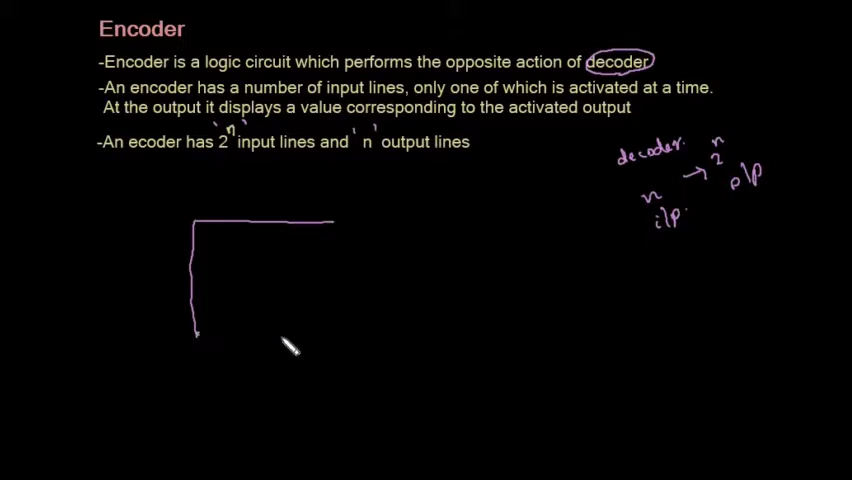 Encoder
-Encoder is a logic circuit which performs the opposite action of decoder
-An encoder has a number of input lines, only one of which is activated at a time.
At the output it displays a value corresponding to the activated output
-An ecoder has '2ⁿ' input lines and 'n' output lines
decoder.
n → 2ⁿ
i/p. o\p